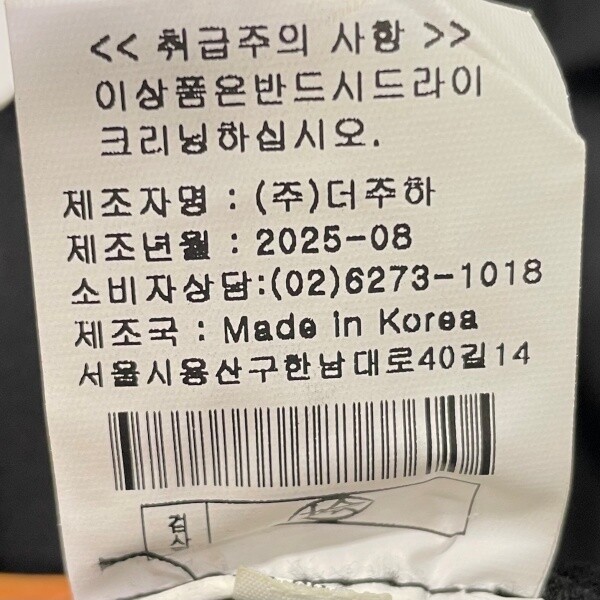 << 취급주의 사항 >>
이상품은반드시드라이
크리닝하십시오.
제조자명 : (주)더주하
제조년월 : 2025-08
소비자상담:(02)6273-1018
제조국 : Made in Korea
서울시용산구한남대로40길14
검사